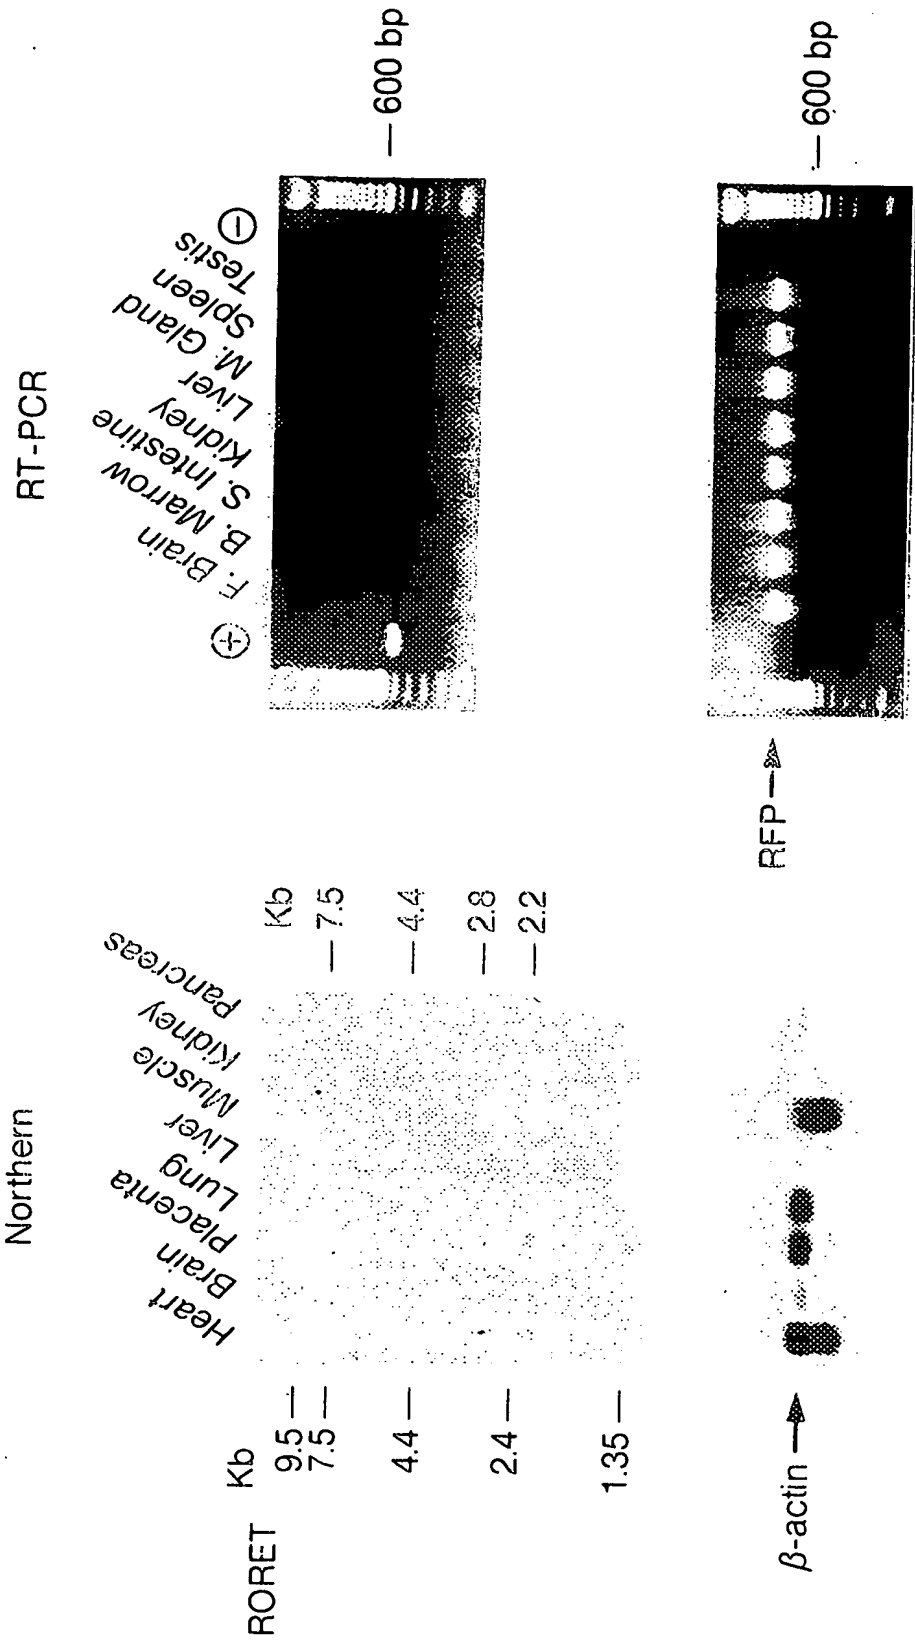 Northern
RT-PCR
Heart
Brain
Placenta
Lung
Liver
Muscle
Kidney
Pancreas
RORET
Kb
9.5
7.5
4.4
2.4
1.35
Kb
7.5
4.4
2.8
2.2
β-actin
+
F. Brain
B. Marrow
S. Intestine
Kidney
Liver
M. Gland
Spleen
Testis
−
600 bp
RFP
600 bp